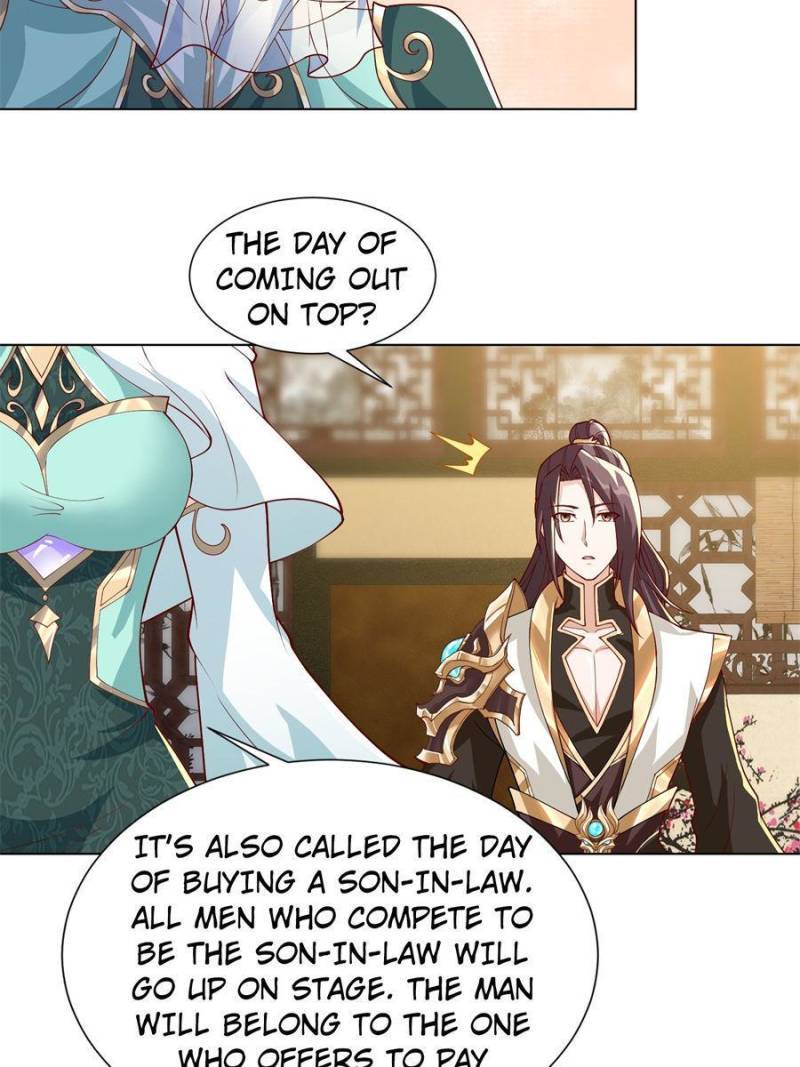 THE DAY OF
COMING OUT
ON TOP?
IT'S ALSO CALLED THE DAY
OF BUYING A SON-IN-LAW.
ALL MEN WHO COMPETE TO
BE THE SON-IN-LAW WILL
GO UP ON STAGE. THE MAN
WILL BELONG TO THE ONE
WHO OFFERS TO PAY